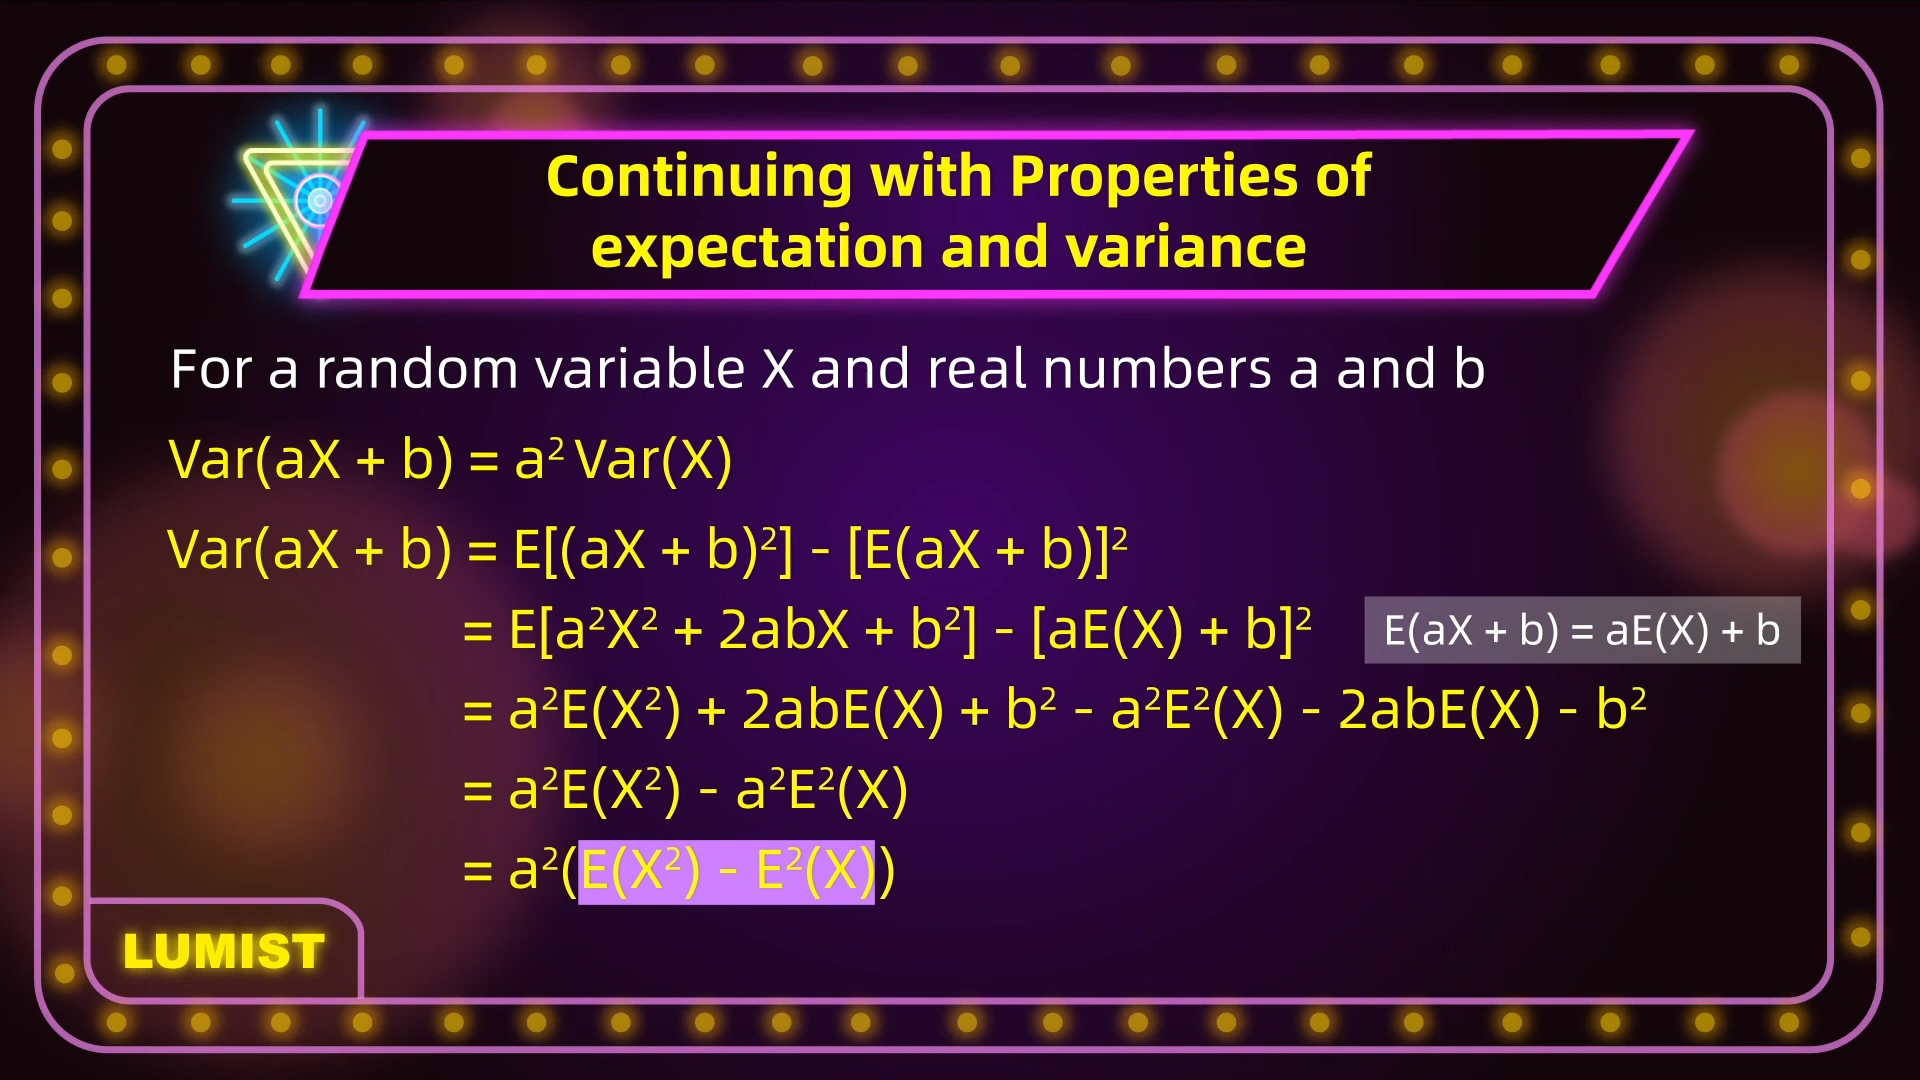 Continuing with Properties of
expectation and variance
For a random variable X and real numbers a and b
Var(aX + b) = a² Var(X)
Var(aX + b) = E[(aX + b)²] - [E(aX + b)]²
= E[a²X² + 2abX + b²] - [aE(X) + b]²
E(aX + b) = aE(X) + b
= a²E(X²) + 2abE(X) + b² - a²E²(X) - 2abE(X) - b²
= a²E(X²) - a²E²(X)
= a²(E(X²) - E²(X))
LUMIST